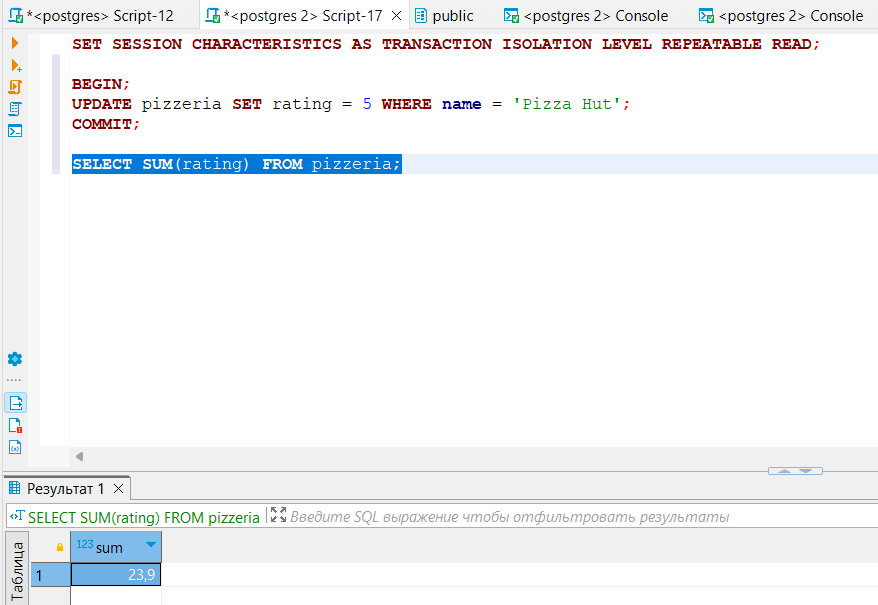 *<postgres> Script-12 *<postgres 2> Script-17 public <postgres 2> Console <postgres 2> Console
SET SESSION CHARACTERISTICS AS TRANSACTION ISOLATION LEVEL REPEATABLE READ;
BEGIN;
UPDATE pizzeria SET rating = 5 WHERE name = 'Pizza Hut';
COMMIT;
SELECT SUM(rating) FROM pizzeria;
Результат 1
SELECT SUM(rating) FROM pizzeria Введите SQL выражение чтобы отфильтровать результаты
Таблица
123 sum
1 23,9